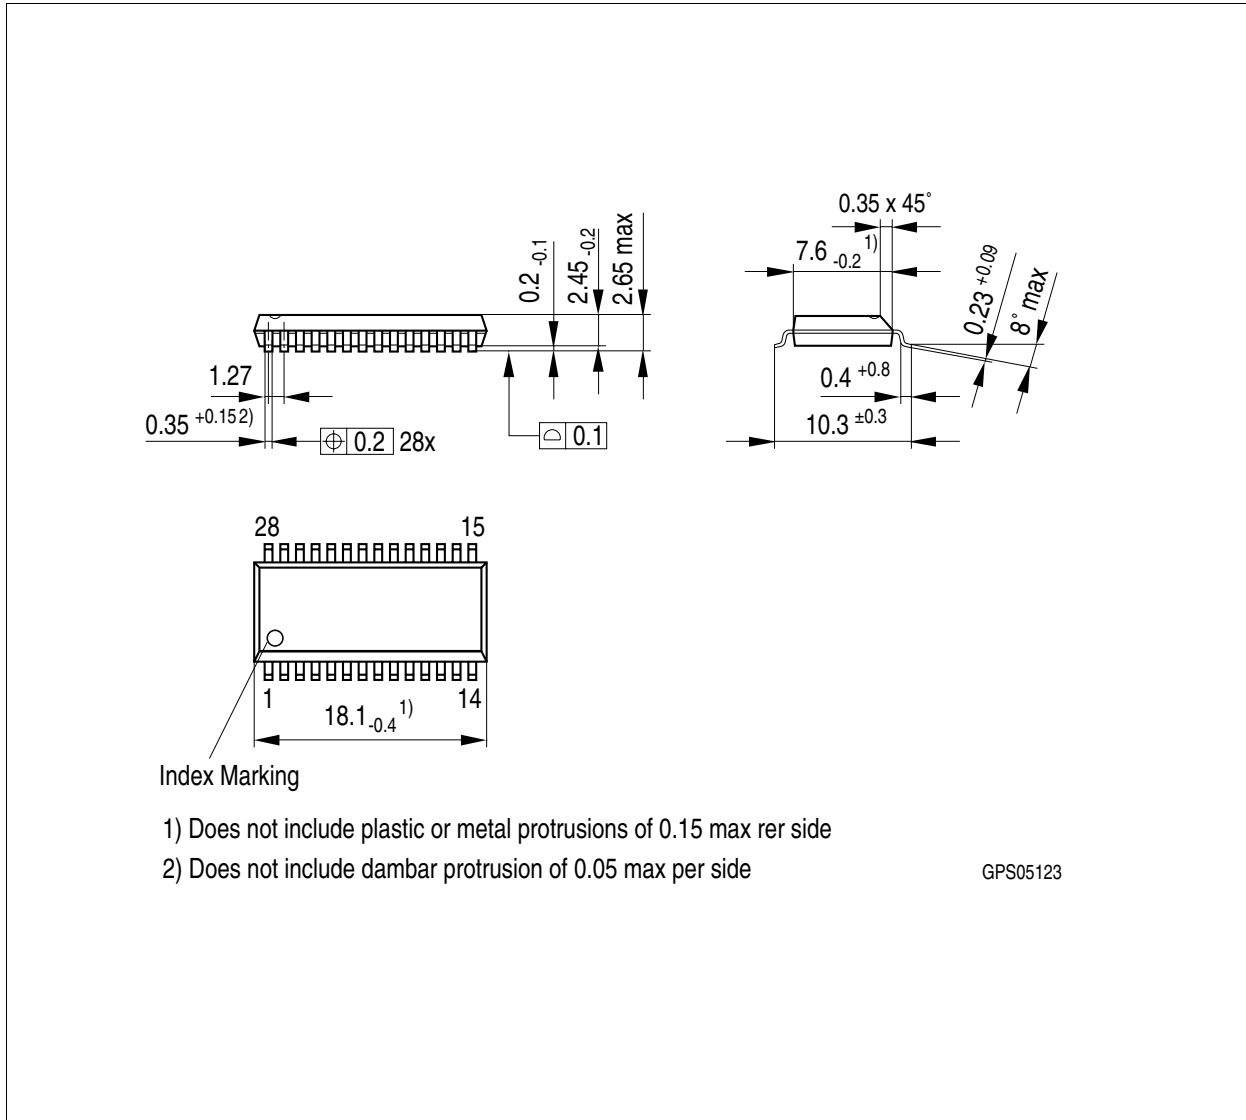 0.35 x 45˚
7.6 -0.2 1)
0.2 -0.1
2.45 -0.2
2.65 max
0.23 +0.09
8˚ max
1.27
0.4 +0.8
0.35 +0.15 2)
10.3 ±0.3
0.2 28x
0.1
28 15
1 14
18.1 -0.4 1)
Index Marking
1) Does not include plastic or metal protrusions of 0.15 max rer side
2) Does not include dambar protrusion of 0.05 max per side
GPS05123